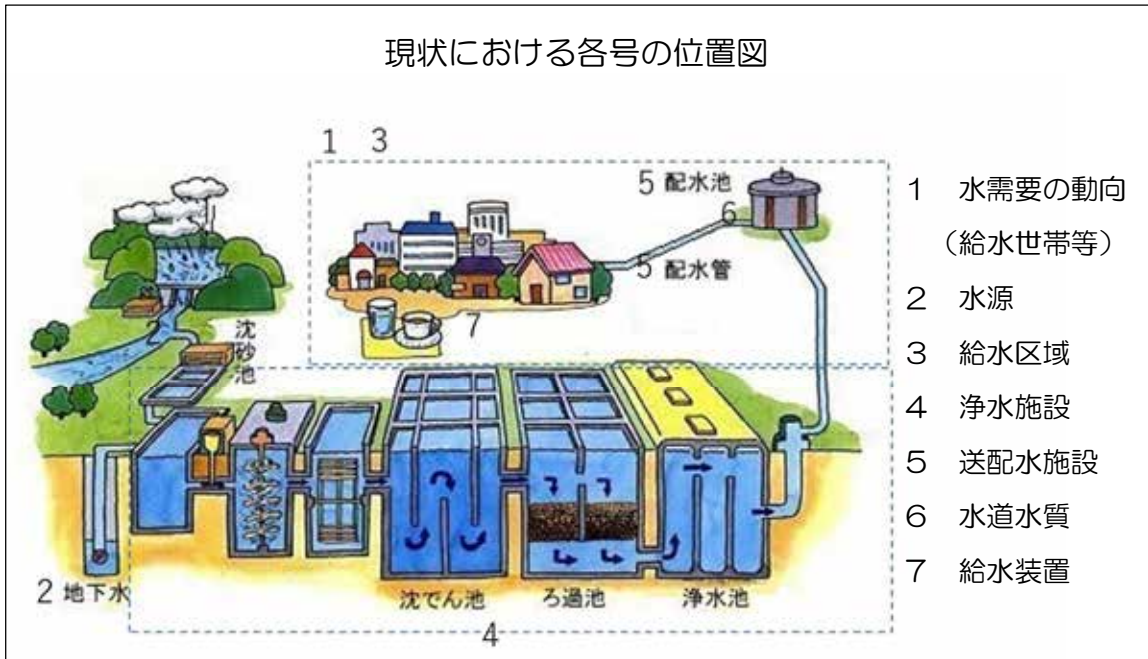 現状における各号の位置図
1 3
5 配水池
6
5 配水管
7
2
沈砂池
2 地下水
沈でん池
ろ過池
浄水池
4
1 水需要の動向
（給水世帯等）
2 水源
3 給水区域
4 浄水施設
5 送配水施設
6 水道水質
7 給水装置